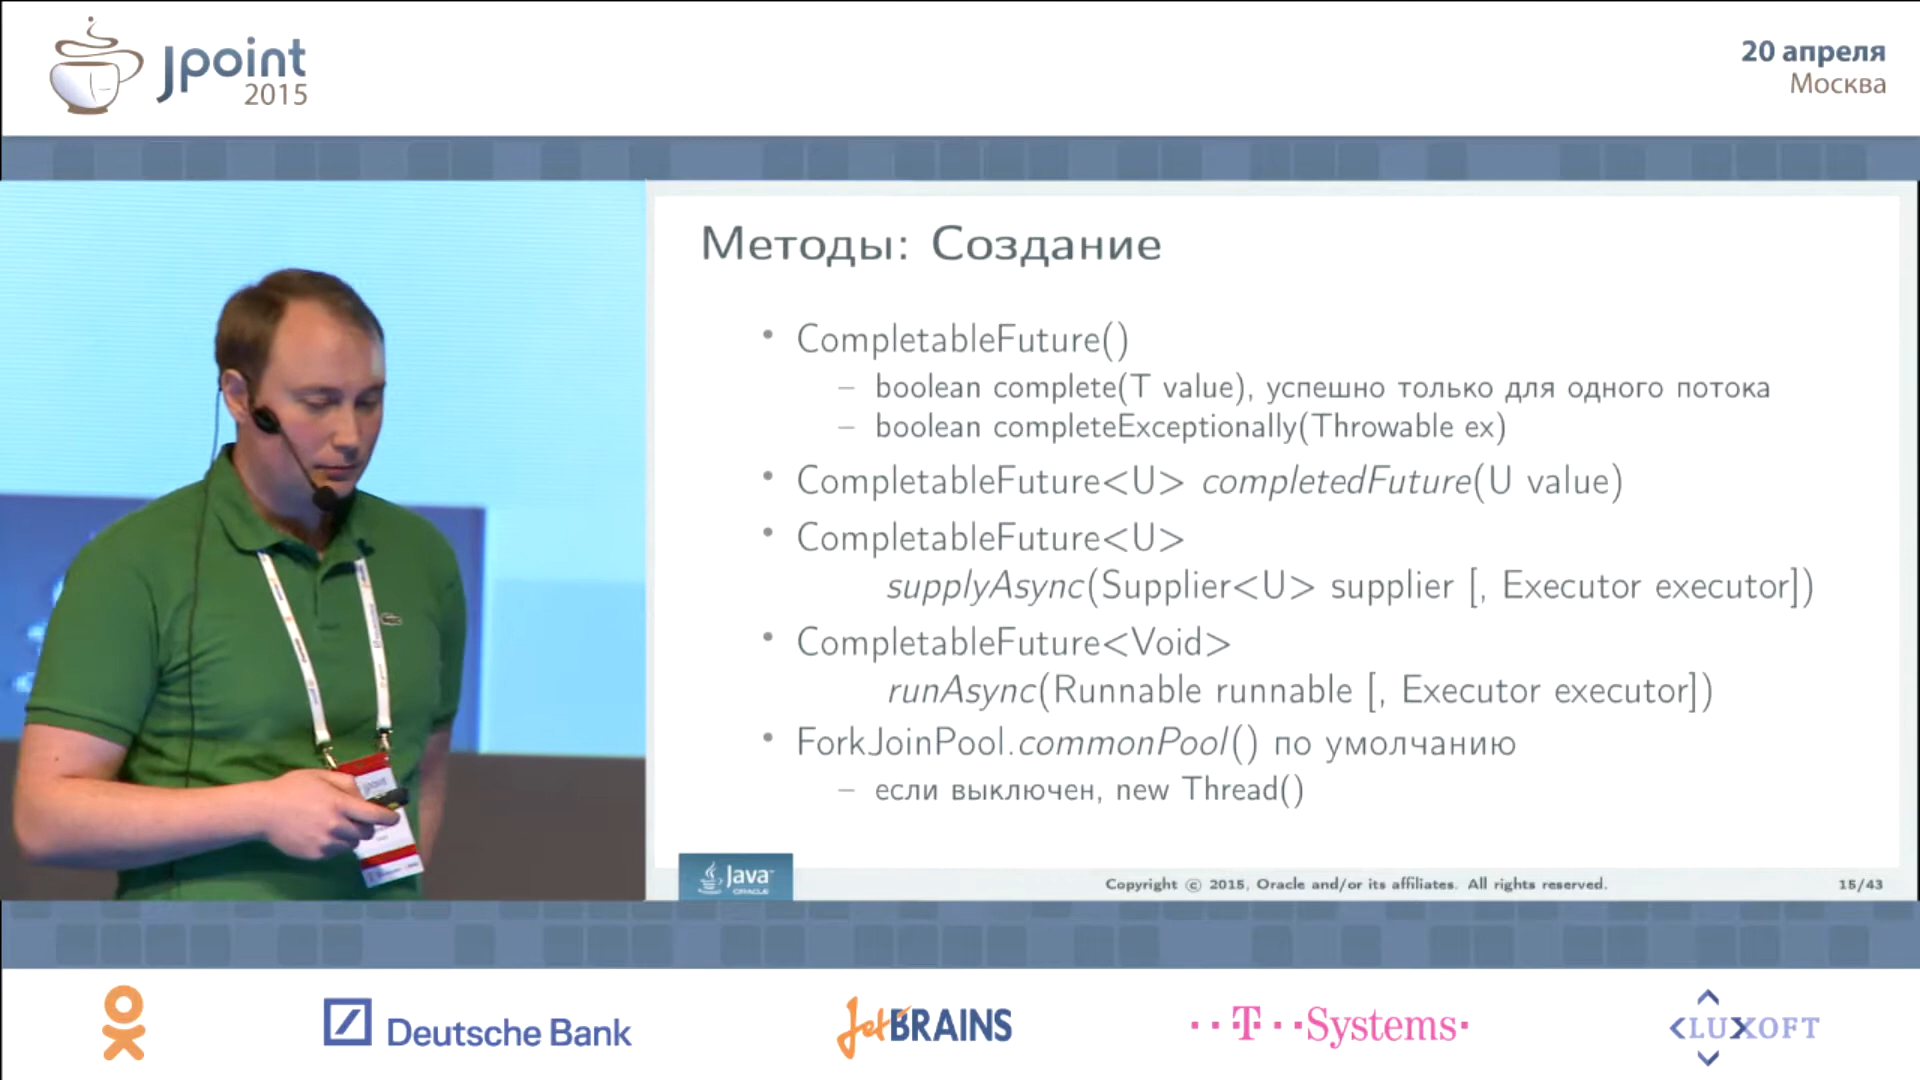 Jpoint
2015
20 апреля
Москва
Методы: Создание
• CompletableFuture()
– boolean complete(T value), успешно только для одного потока
– boolean completeExceptionally(Throwable ex)
• CompletableFuture<U> completedFuture(U value)
• CompletableFuture<U>
supplyAsync(Supplier<U> supplier [, Executor executor])
• CompletableFuture<Void>
runAsync(Runnable runnable [, Executor executor])
• ForkJoinPool.commonPool() по умолчанию
– если выключен, new Thread()
Java
ORACLE
Copyright © 2015, Oracle and/or its affiliates. All rights reserved.
15/43
Deutsche Bank
JetBRAINS
··T··Systems·
LUXOFT